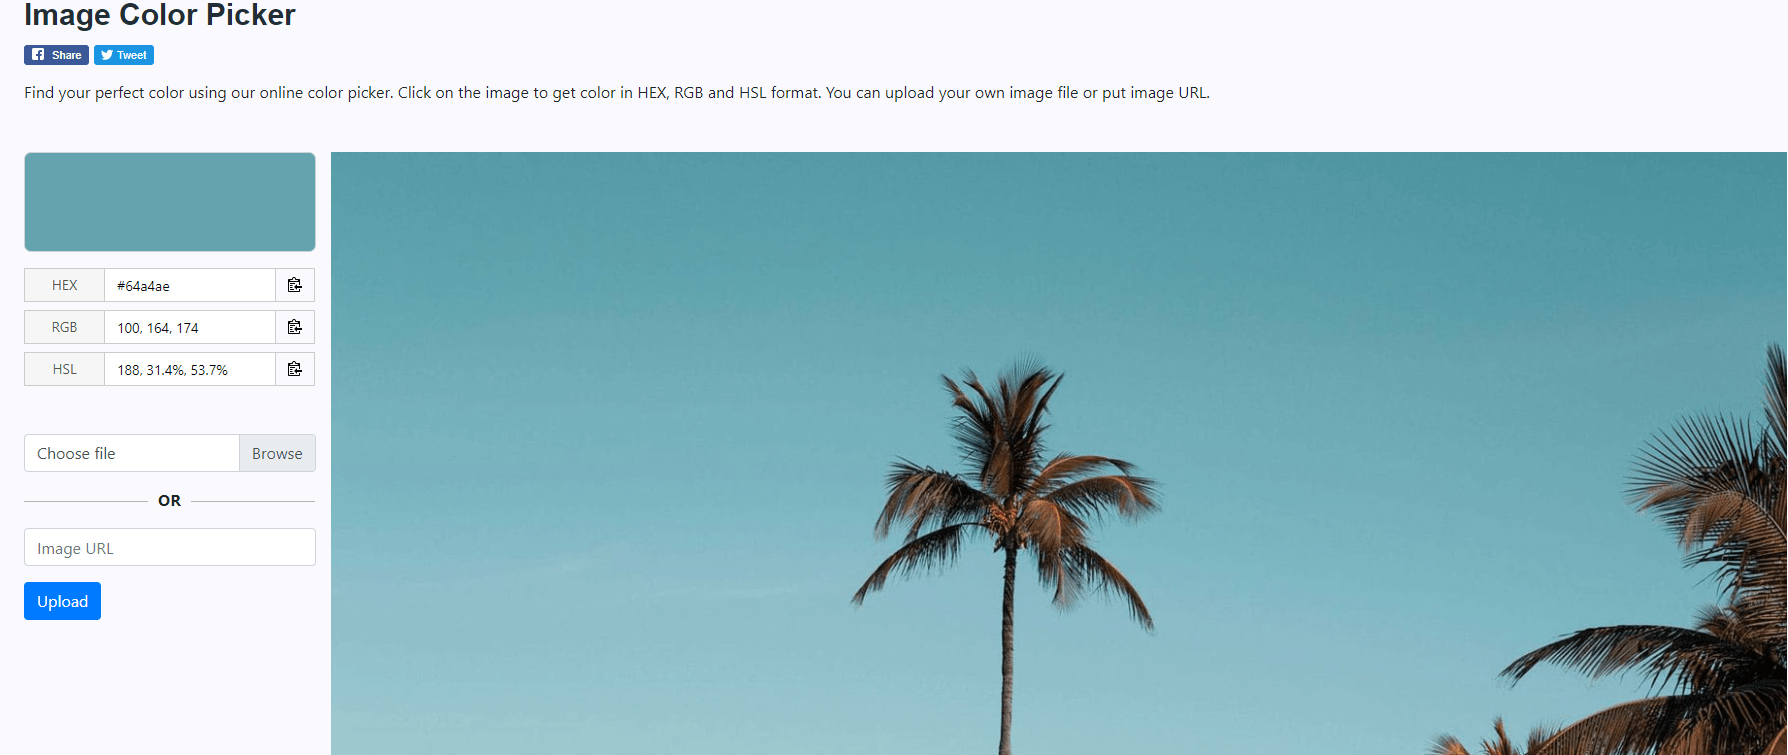 Image Color Picker
Share Tweet
Find your perfect color using our online color picker. Click on the image to get color in HEX, RGB and HSL format. You can upload your own image file or put image URL.
HEX #64a4ae
RGB 100, 164, 174
HSL 188, 31.4%, 53.7%
Choose file Browse
OR
Image URL
Upload